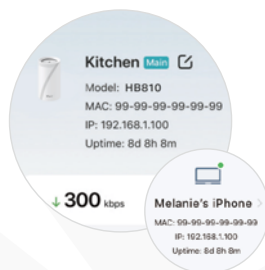 Kitchen Main
Model: HB810
MAC: 99-99-99-99-99-99
IP: 192.168.1.100
Uptime: 8d 8h 8m
↓ 300 kbps
Melanie's iPhone
MAC: 99-99-99-99-99-99
IP: 192.168.1.100
Uptime: 8d 8h 8m